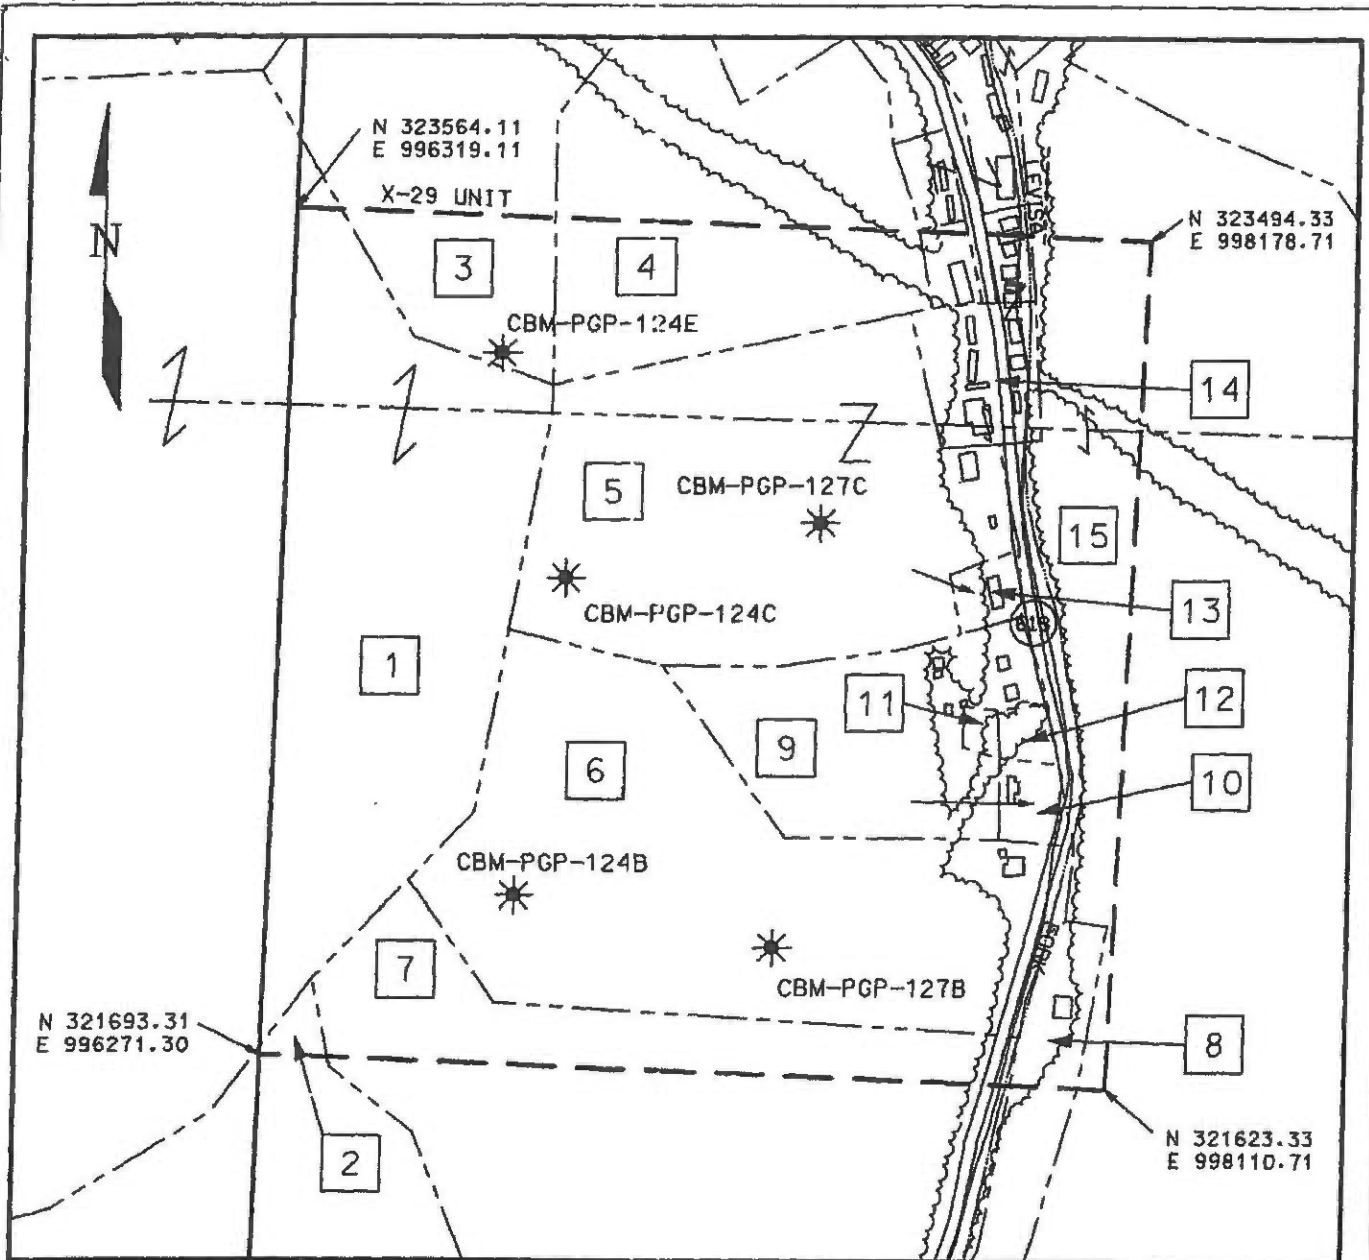 N 323564.11
E 996319.11
X-29 UNIT
N
N 323494.33
E 998178.71
LEVISA
3
4
CBM-PGP-124E
14
5
CBM-PGP-127C
15
CBM-PGP-124C
13
1
11
12
9
6
10
CBM-PGP-124B
7
CBM-PGP-127B
FORK
N 321693.31
E 996271.30
8
2
N 321623.33
E 998110.71